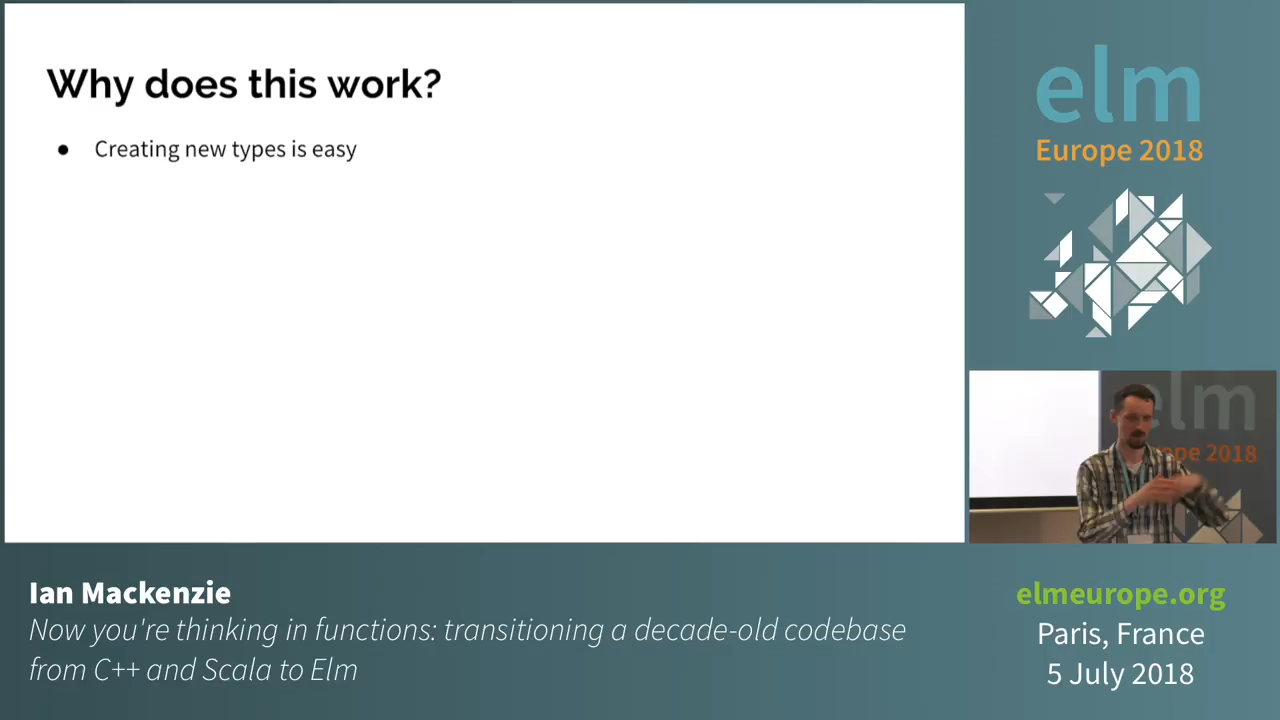 Why does this work?
● Creating new types is easy
elm
Europe 2018
elm
ope 2018
Ian Mackenzie
Now you're thinking in functions: transitioning a decade-old codebase
from C++ and Scala to Elm
elmeurope.org
Paris, France
5 July 2018